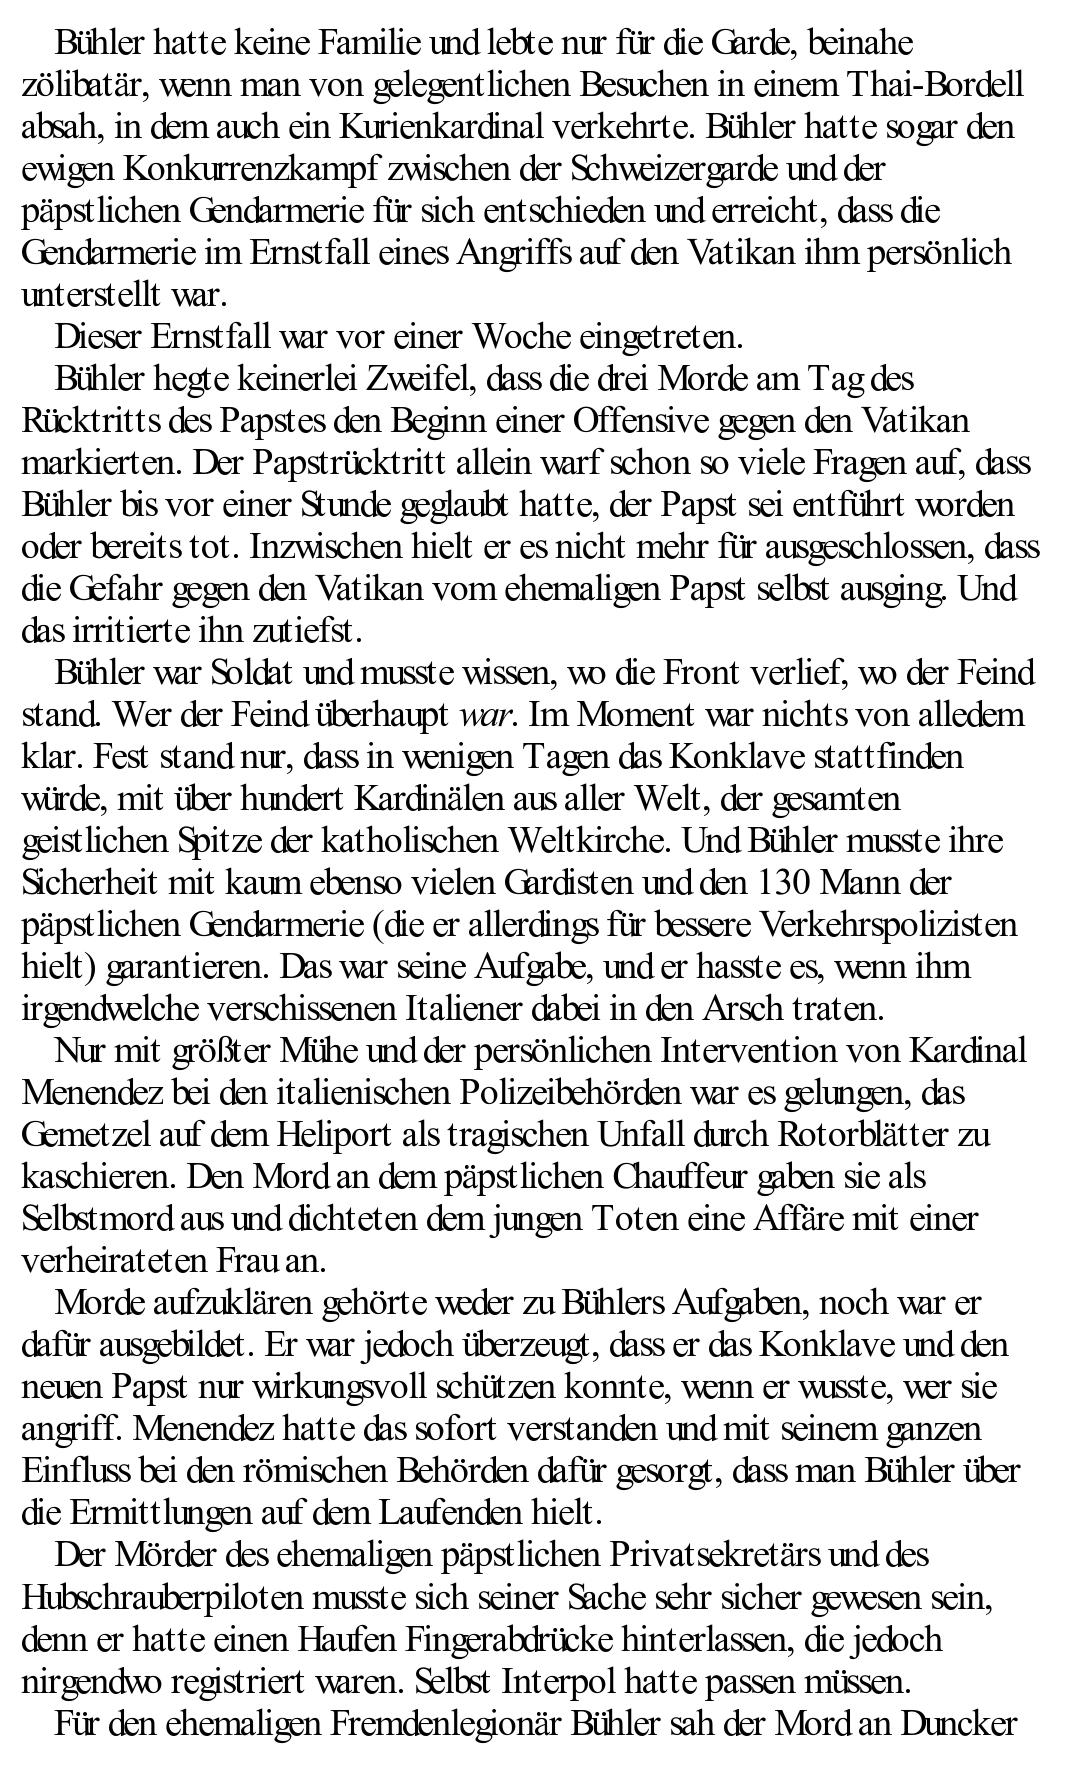 Bühler hatte keine Familie und lebte nur für die Garde, beinahe
zölibatär, wenn man von gelegentlichen Besuchen in einem Thai-Bordell
absah, in dem auch ein Kurienkardinal verkehrte. Bühler hatte sogar den
ewigen Konkurrenzkampf zwischen der Schweizergarde und der
päpstlichen Gendarmerie für sich entschieden und erreicht, dass die
Gendarmerie im Ernstfall eines Angriffs auf den Vatikan ihm persönlich
unterstellt war.
Dieser Ernstfall war vor einer Woche eingetreten.
Bühler hegte keinerlei Zweifel, dass die drei Morde am Tag des
Rücktritts des Papstes den Beginn einer Offensive gegen den Vatikan
markierten. Der Papstrücktritt allein warf schon so viele Fragen auf, dass
Bühler bis vor einer Stunde geglaubt hatte, der Papst sei entführt worden
oder bereits tot. Inzwischen hielt er es nicht mehr für ausgeschlossen, dass
die Gefahr gegen den Vatikan vom ehemaligen Papst selbst ausging. Und
das irritierte ihn zutiefst.
Bühler war Soldat und musste wissen, wo die Front verlief, wo der Feind
stand. Wer der Feind überhaupt war. Im Moment war nichts von alledem
klar. Fest stand nur, dass in wenigen Tagen das Konklave stattfinden
würde, mit über hundert Kardinälen aus aller Welt, der gesamten
geistlichen Spitze der katholischen Weltkirche. Und Bühler musste ihre
Sicherheit mit kaum ebenso vielen Gardisten und den 130 Mann der
päpstlichen Gendarmerie (die er allerdings für bessere Verkehrspolizisten
hielt) garantieren. Das war seine Aufgabe, und er hasste es, wenn ihm
irgendwelche verschissenen Italiener dabei in den Arsch traten.
Nur mit größter Mühe und der persönlichen Intervention von Kardinal
Menendez bei den italienischen Polizeibehörden war es gelungen, das
Gemetzel auf dem Heliport als tragischen Unfall durch Rotorblätter zu
kaschieren. Den Mord an dem päpstlichen Chauffeur gaben sie als
Selbstmord aus und dichteten dem jungen Toten eine Affäre mit einer
verheirateten Frau an.
Morde aufzuklären gehörte weder zu Bühlers Aufgaben, noch war er
dafür ausgebildet. Er war jedoch überzeugt, dass er das Konklave und den
neuen Papst nur wirkungsvoll schützen konnte, wenn er wusste, wer sie
angriff. Menendez hatte das sofort verstanden und mit seinem ganzen
Einfluss bei den römischen Behörden dafür gesorgt, dass man Bühler über
die Ermittlungen auf dem Laufenden hielt.
Der Mörder des ehemaligen päpstlichen Privatsekretärs und des
Hubschrauberpiloten musste sich seiner Sache sehr sicher gewesen sein,
denn er hatte einen Haufen Fingerabdrücke hinterlassen, die jedoch
nirgendwo registriert waren. Selbst Interpol hatte passen müssen.
Für den ehemaligen Fremdenlegionär Bühler sah der Mord an Duncker